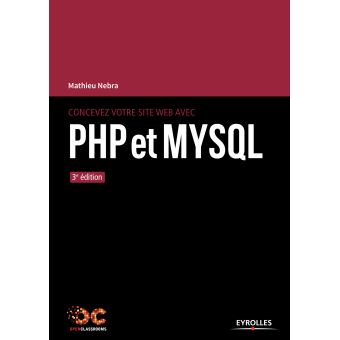 Mathieu Nebra
CONCEVEZ VOTRE SITE WEB AVEC
PHP et MYSQL
3e édition
OPENCLASSROOMS
EYROLLES